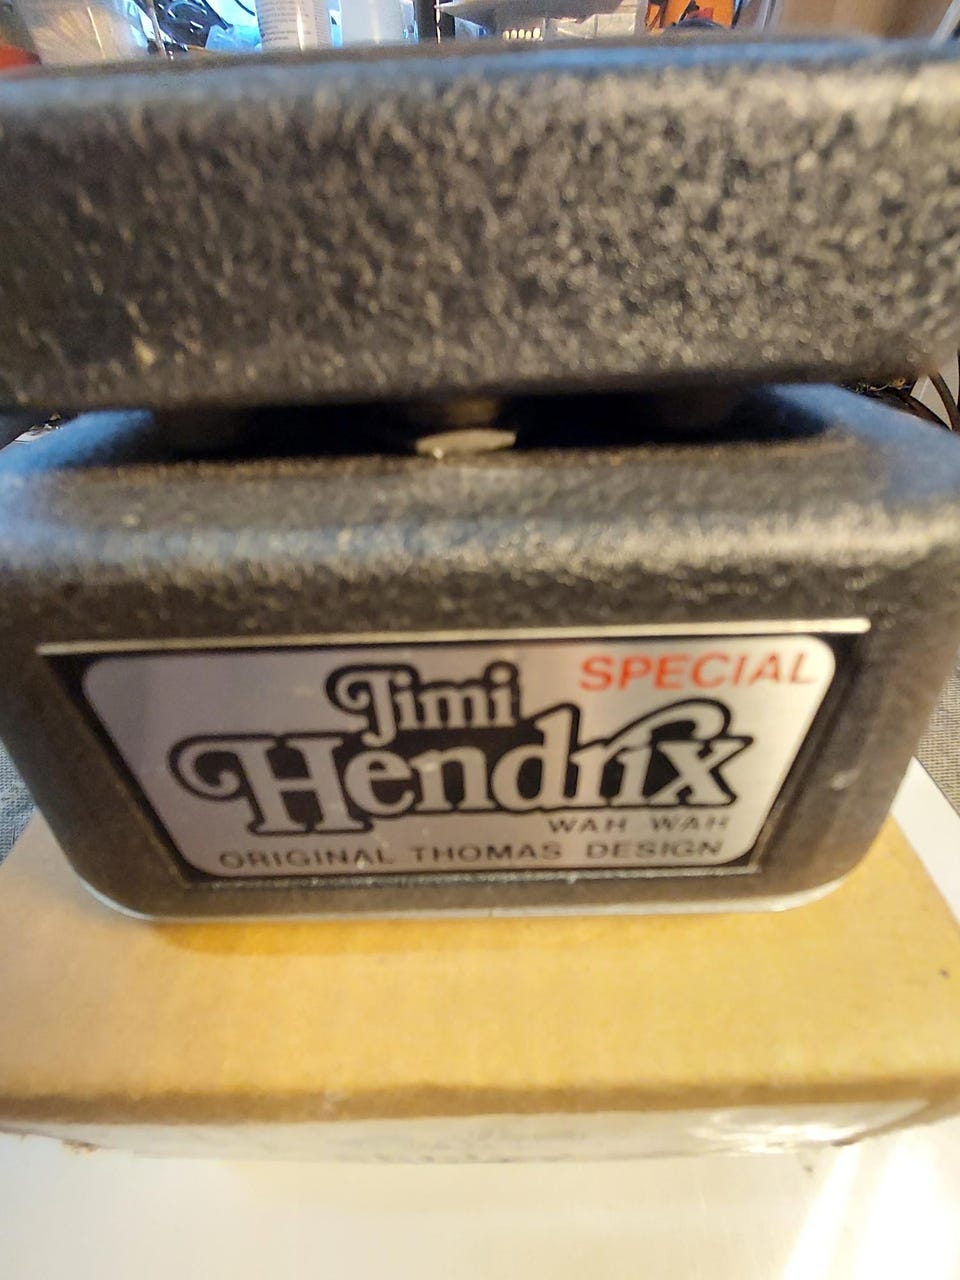 SPECIAL
Jimi
Hendrix
WAH WAH
ORIGINAL THOMAS DESIGN